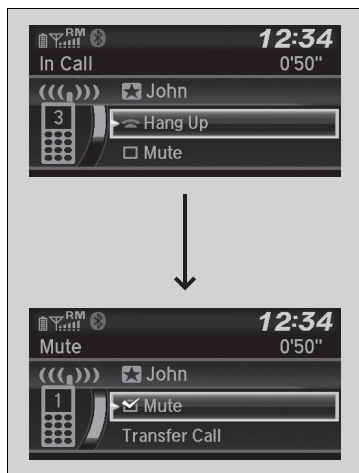 RM
12:34
In Call
0'50"
John
3
Hang Up
Mute
RM
12:34
Mute
0'50"
John
1
Mute
Transfer Call